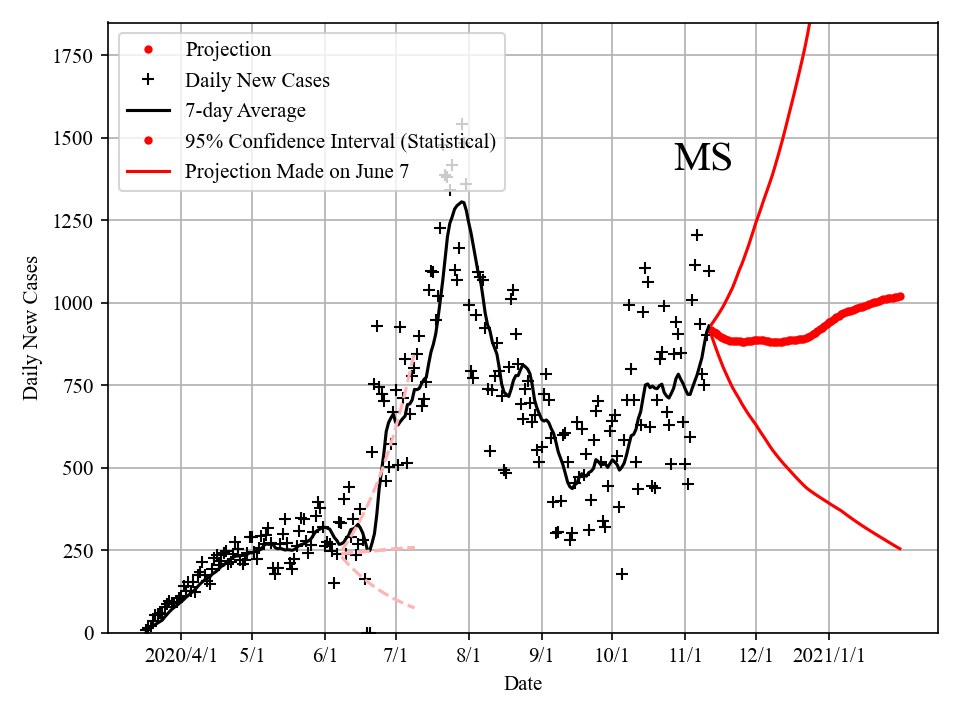 Projection
Daily New Cases
7-day Average
95% Confidence Interval (Statistical)
Projection Made on June 7
MS
Daily New Cases
1750
1500
1250
1000
750
500
250
0
2020/4/1 5/1 6/1 7/1 8/1 9/1 10/1 11/1 12/1 2021/1/1
Date